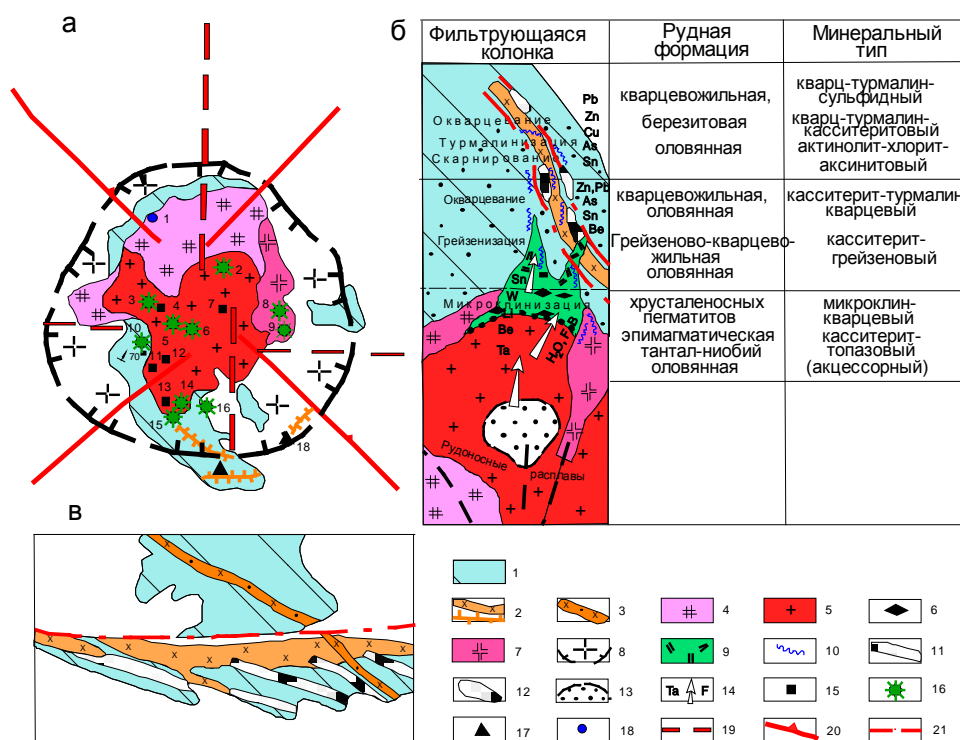 а
б
Фильтрующаяся
колонка
Рудная
формация
Минеральный
тип
Окварцевание
Турмалинизация
Скарнирование
Pb
Zn
Cu
As
Sn
кварцевожильная,
березитовая
оловянная
кварц-турмалин-
сульфидный
кварц-турмалин-
касситеритовый
актинолит-хлорит-
аксинитовый
Окварцевание
Грейзенизация
Zn,Pb
As
Sn
Be
Sn
кварцевожильная,
оловянная
Грейзеново-кварцево-
жильная
оловянная
касситерит-турмалин-
кварцевый
касситерит-
грейзеновый
W
Микроклинизация
Li
Be
Ta
H2O, F, B
хрусталеносных
пегматитов
эпимагматическая
тантал-ниобий
оловянная
микроклин-
кварцевый
касситерит-
топазовый
(акцессорный)
Рудоносные расплавы
1
2
3
4
7
8
10
6
9
5
70
11
12
13
14
15
16
18
17
в
1
2
3
4
5
6
7
8
9
10
11
12
13
Ta F
14
15
16
17
18
19
20
21